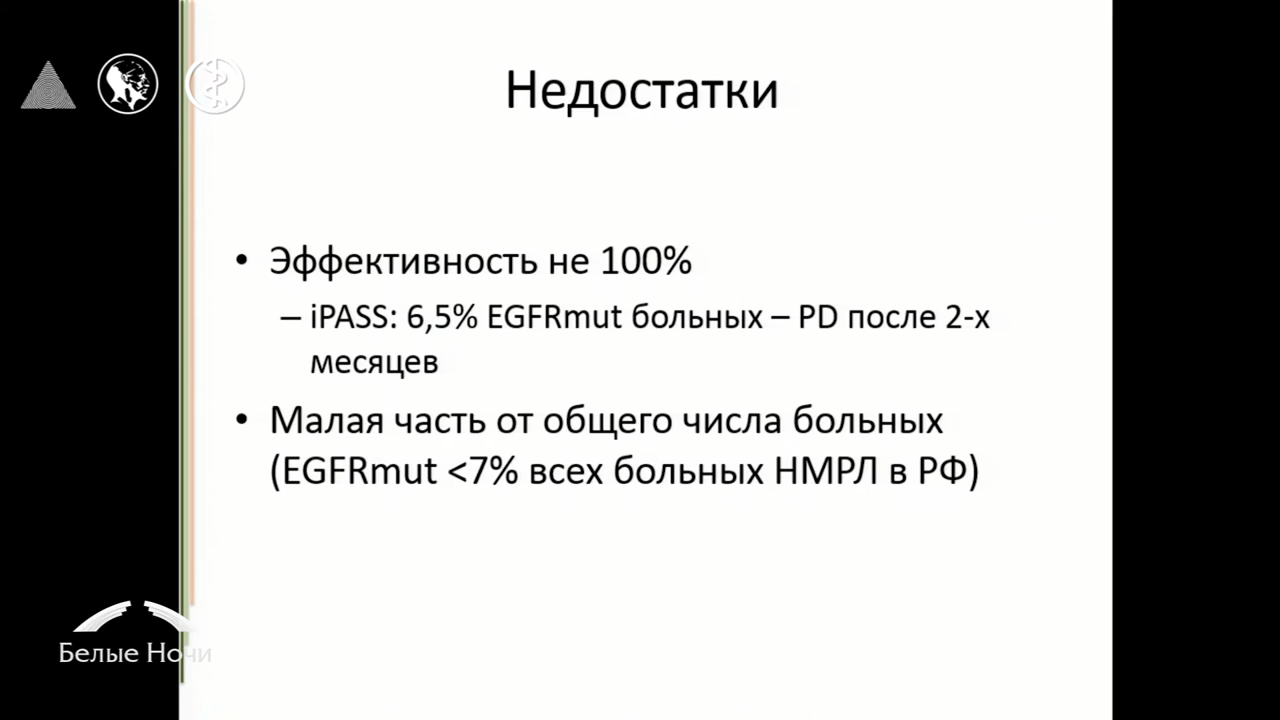 Недостатки
• Эффективность не 100%
– iPASS: 6,5% EGFRmut больных – PD после 2-х
месяцев
• Малая часть от общего числа больных
(EGFRmut <7% всех больных НМРЛ в РФ)
Белые Ночи